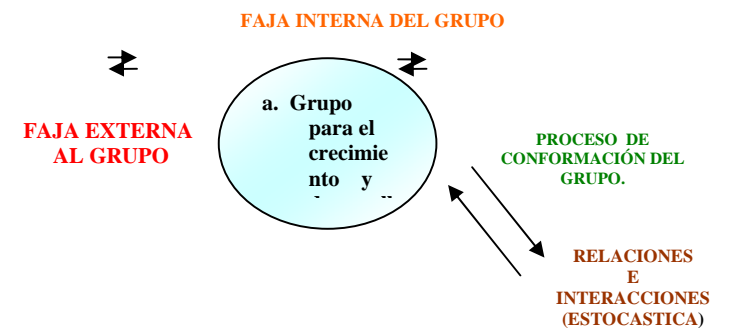 FAJA INTERNA DEL GRUPO
a. Grupo
para el
crecimie
nto y
FAJA EXTERNA
AL GRUPO
PROCESO DE
CONFORMACIÓN DEL
GRUPO.
RELACIONES
E
INTERACCIONES
(ESTOCASTICA)